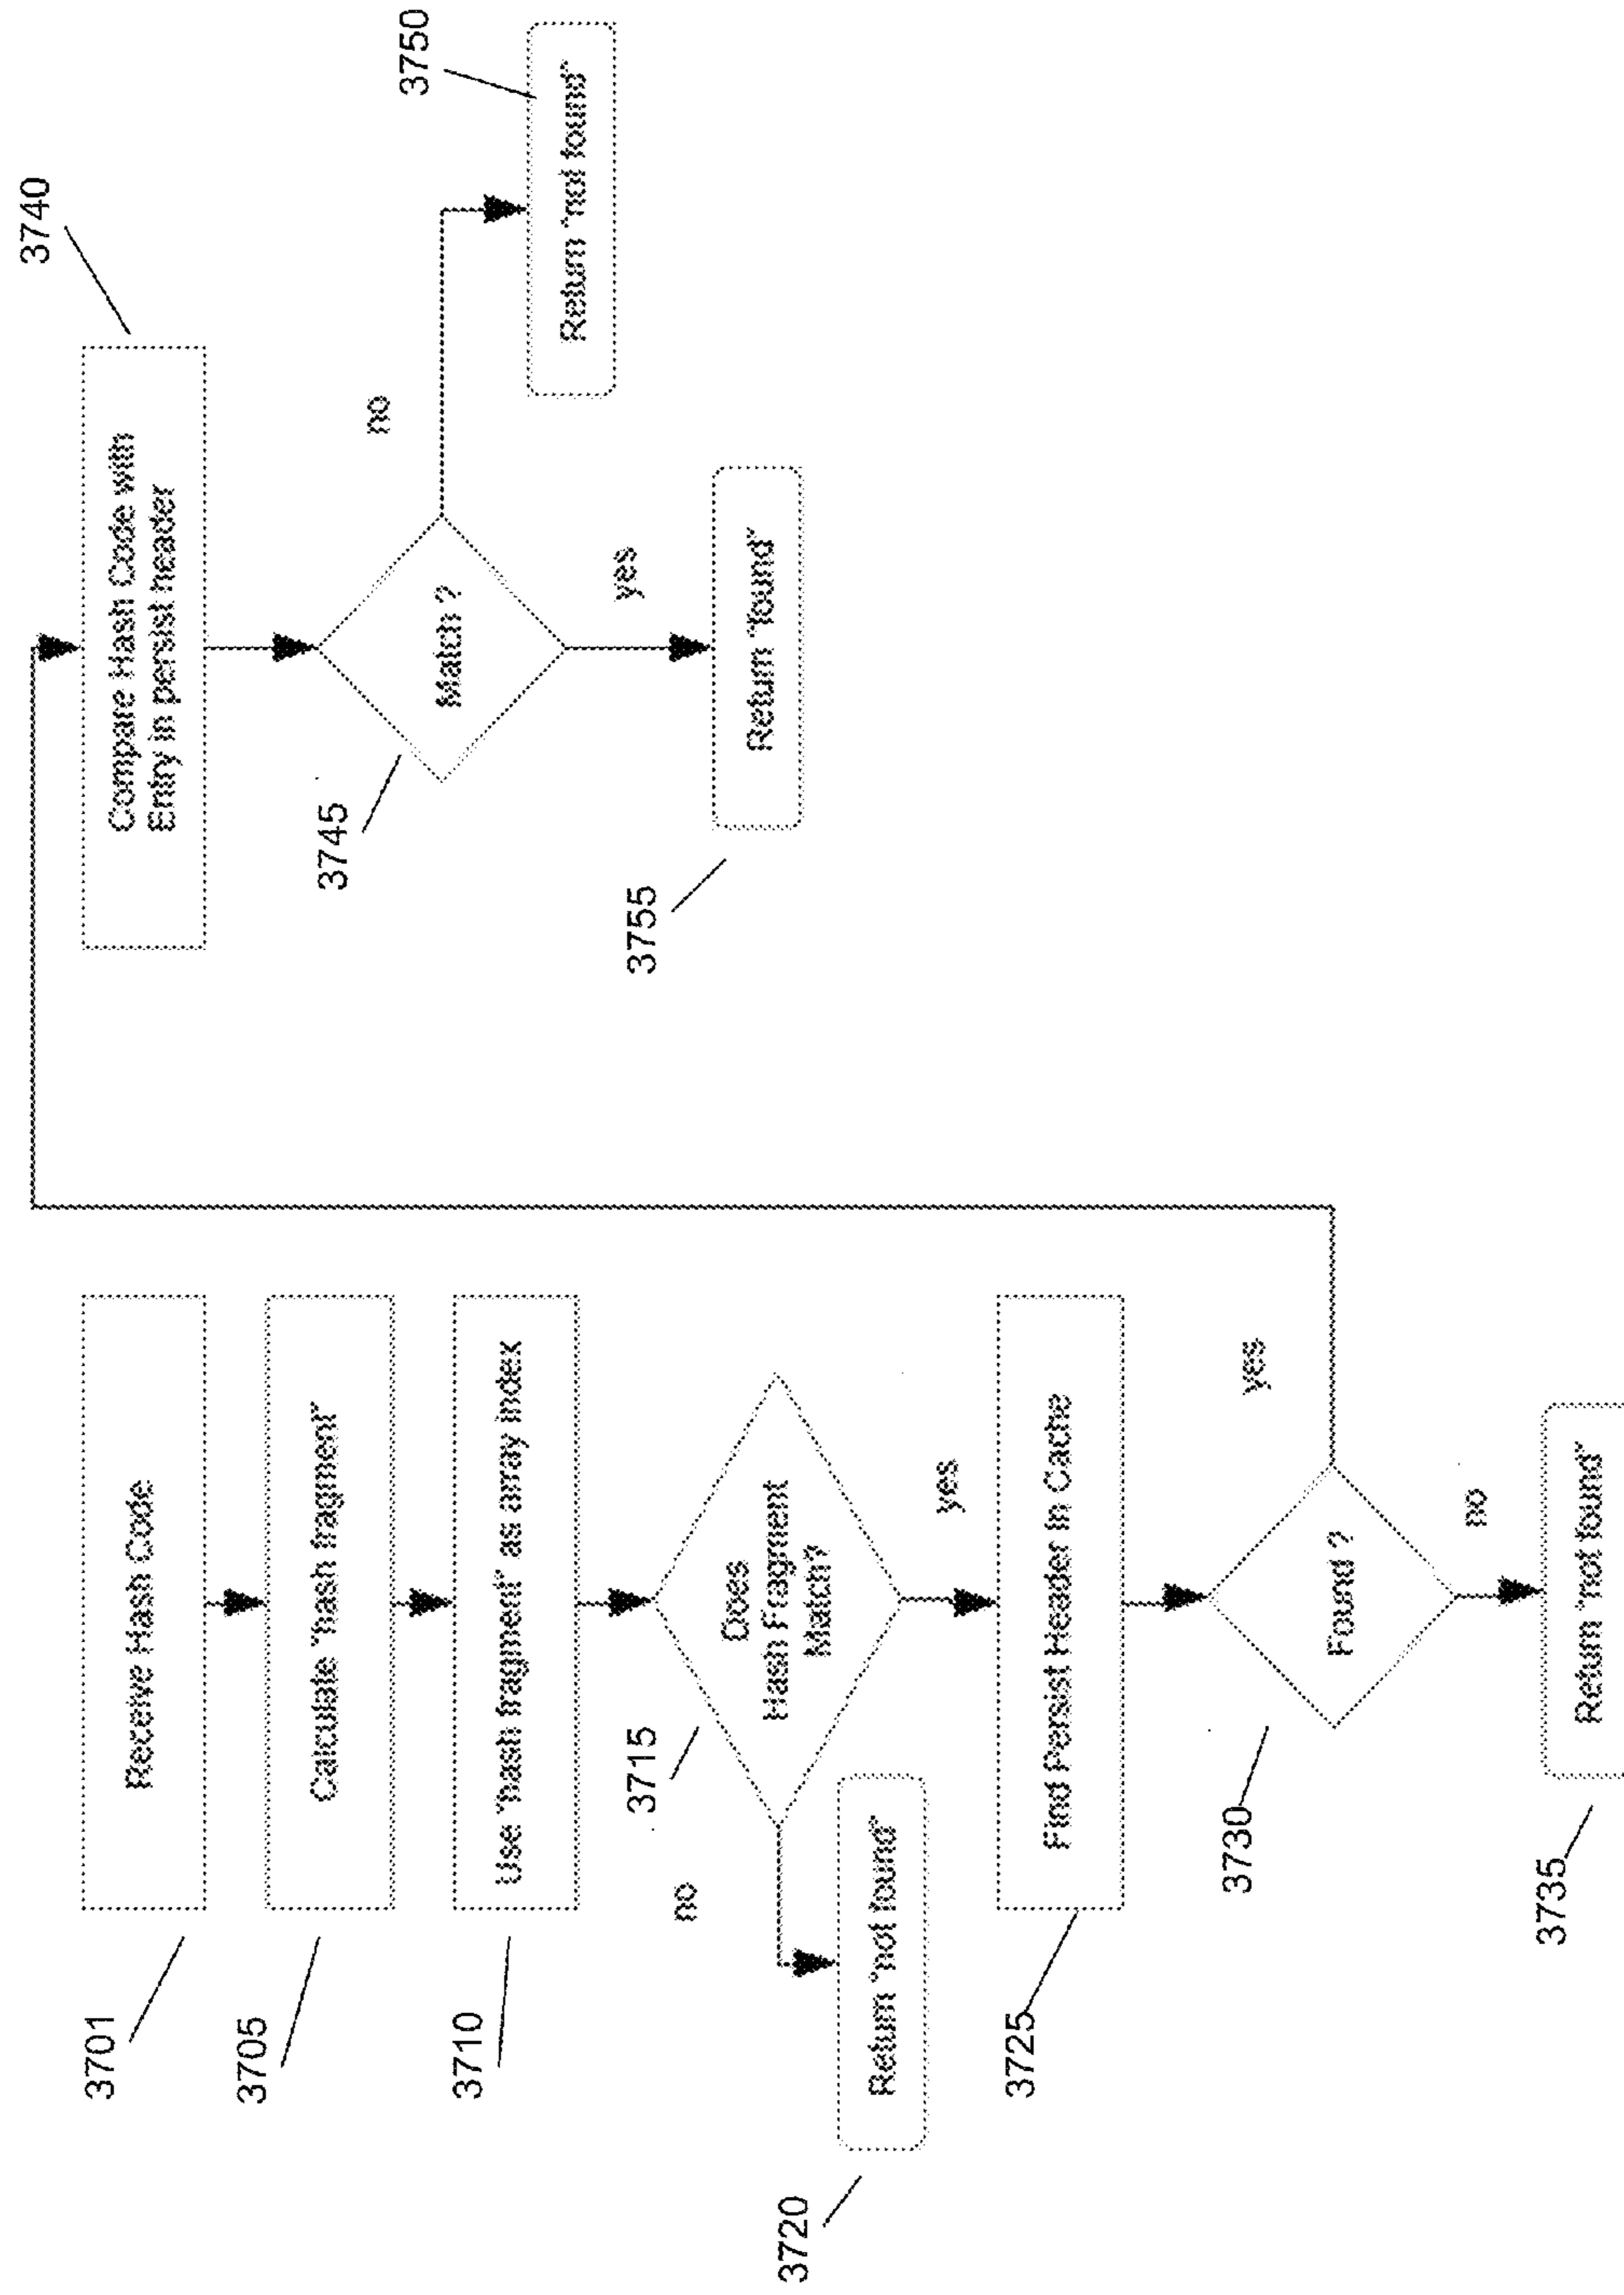 3701
Receive Hash Code
3705
Calculate "hash fragment"
3710
Use "hash fragment" as array index
3715
Does
Hash Fragment
Match?
no
yes
3720
Return "not found"
3725
Find Persist Header In Cache
3730
Found ?
yes
no
3735
Return "not found"
3740
Compare Hash Code with
Entry in persist header
3745
Match ?
no
yes
3750
Return "not found"
3755
Return "found"